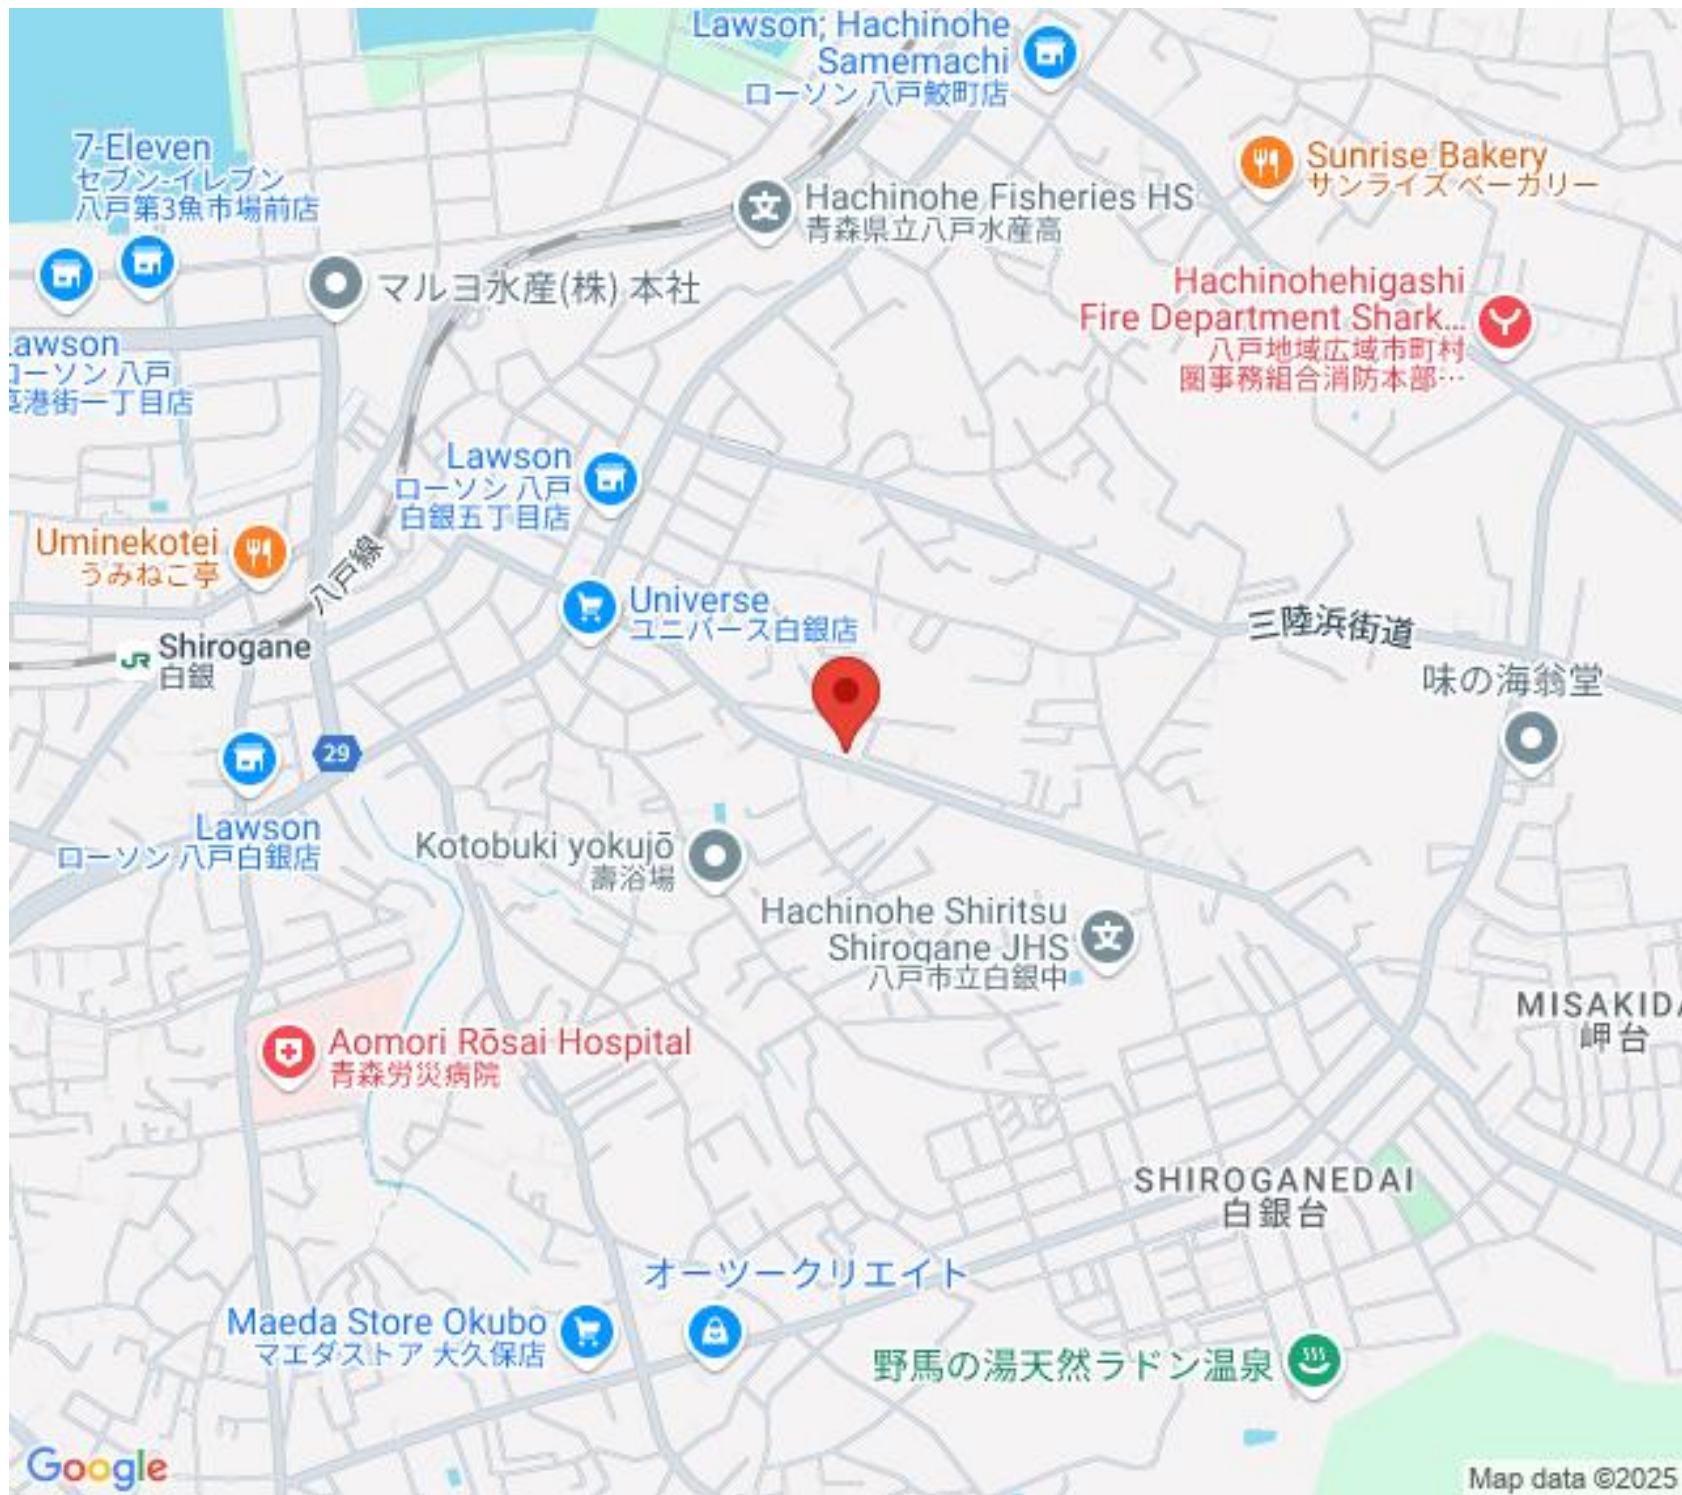 Lawson; Hachinohe
Samemachi
ローソン 八戸鮫町店
7-Eleven
セブン-イレブン
八戸第3魚市場前店
Sunrise Bakery
サンライズ ベーカリー
Hachinohe Fisheries HS
青森県立八戸水産高
マルヨ水産(株) 本社
Hachinohehigashi
Fire Department Shark...
八戸地域広域市町村
圏事務組合消防本部…
awson
ローソン 八戸
港街一丁目店
Lawson
ローソン 八戸
白銀五丁目店
Uminekotei
うみねこ亭
八戸線
Universe
ユニバース白銀店
三陸浜街道
JR
Shirogane
白銀
味の海翁堂
29
Lawson
ローソン 八戸白銀店
Kotobuki yokujō
壽浴場
Hachinohe Shiritsu
Shirogane JHS
八戸市立白銀中
MISAKIDA
岬台
Aomori Rōsai Hospital
青森労災病院
SHIROGANEDAI
白銀台
オーツークリエイト
Maeda Store Okubo
マエダストア 大久保店
野馬の湯天然ラドン温泉
Google
Map data ©2025